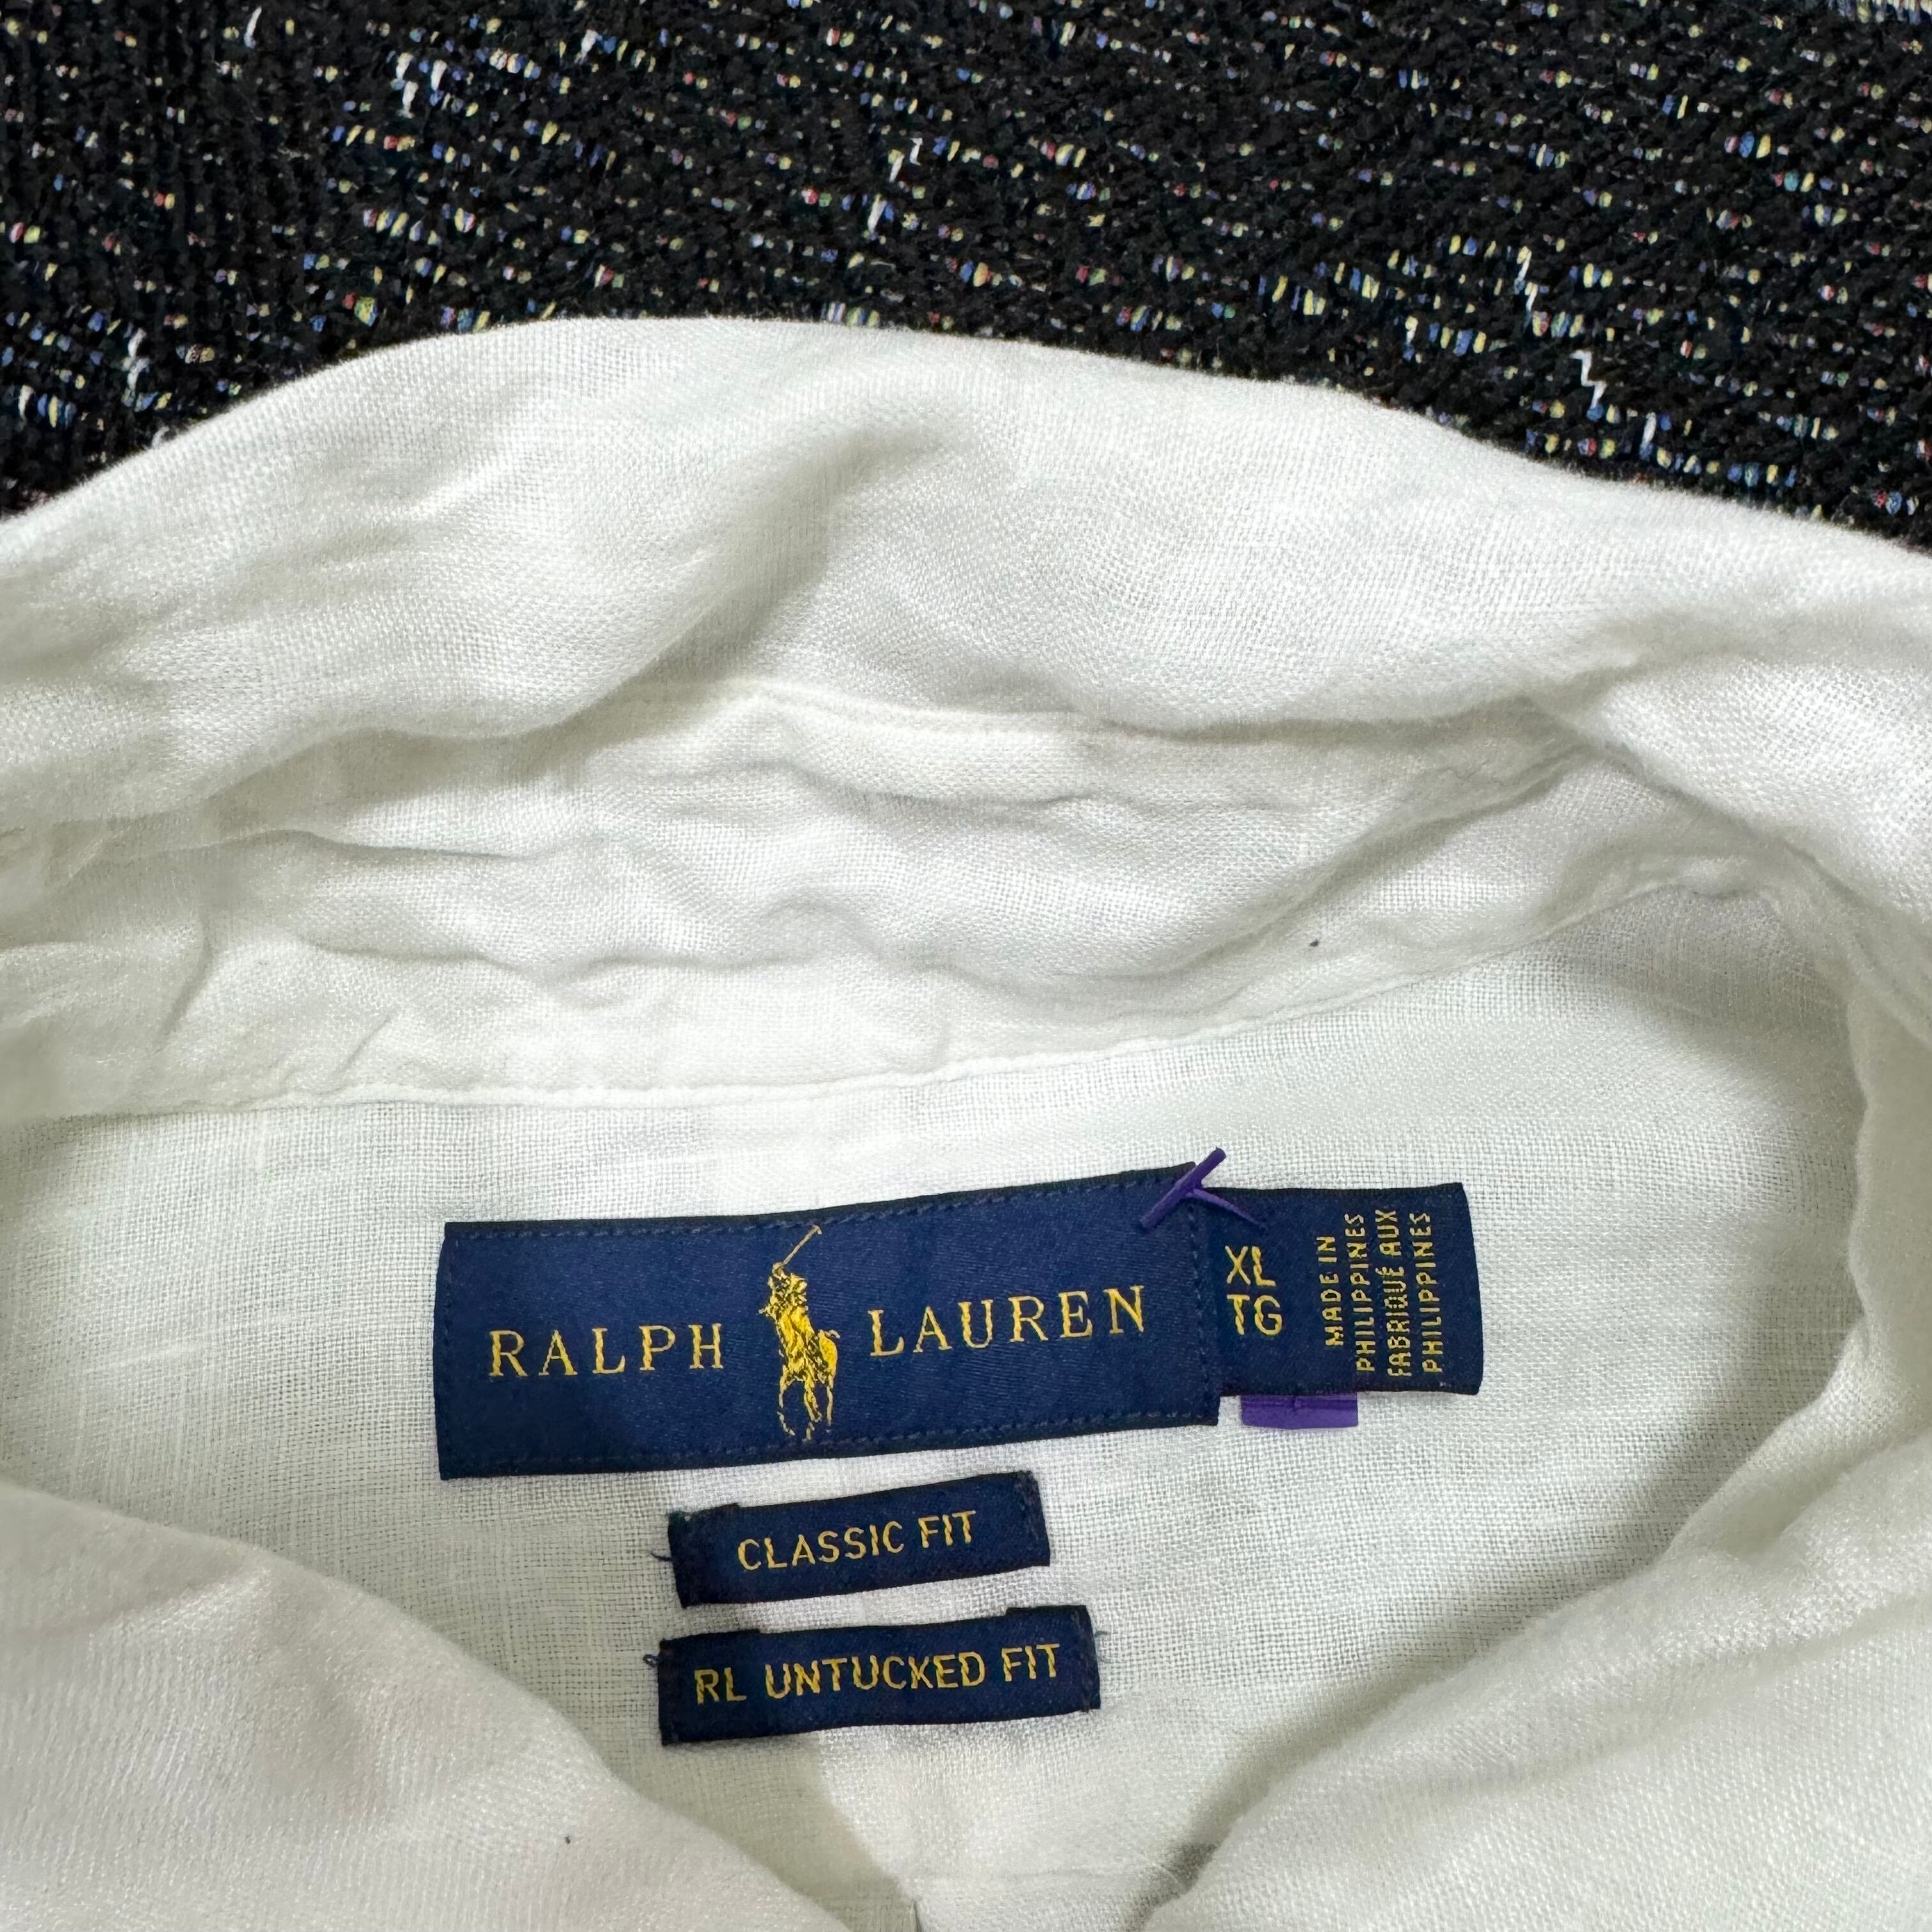 RALPH LAUREN
XL
TG
MADE IN
PHILIPPINES
FABRIQUÉ AUX
PHILIPPINES
CLASSIC FIT
RL UNTUCKED FIT